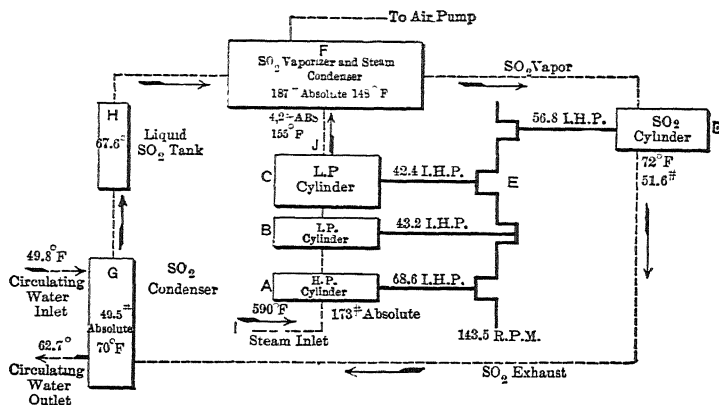 To Air Pump
F
SO₂ Vaporizer and Steam
Condenser
187# Absolute 148°F
SO₂Vapor
H
67.6#
Liquid
SO₂ Tank
4.2# ABS
155°F
J
56.8 I.H.P.
SO₂
Cylinder
D
72°F
51.6#
C
L.P
Cylinder
42.4 I.H.P.
E
B
I.P.
Cylinder
43.2 I.H.P.
A
H.P.
Cylinder
68.6 I.H.P.
49.8°F
Circulating
Water
Inlet
G
49.5#
Absolute
70°F
SO₂
Condenser
590°F
Steam Inlet
173# Absolute
143.5 R.P.M.
62.7°
Circulating
Water
Outlet
SO₂ Exhaust